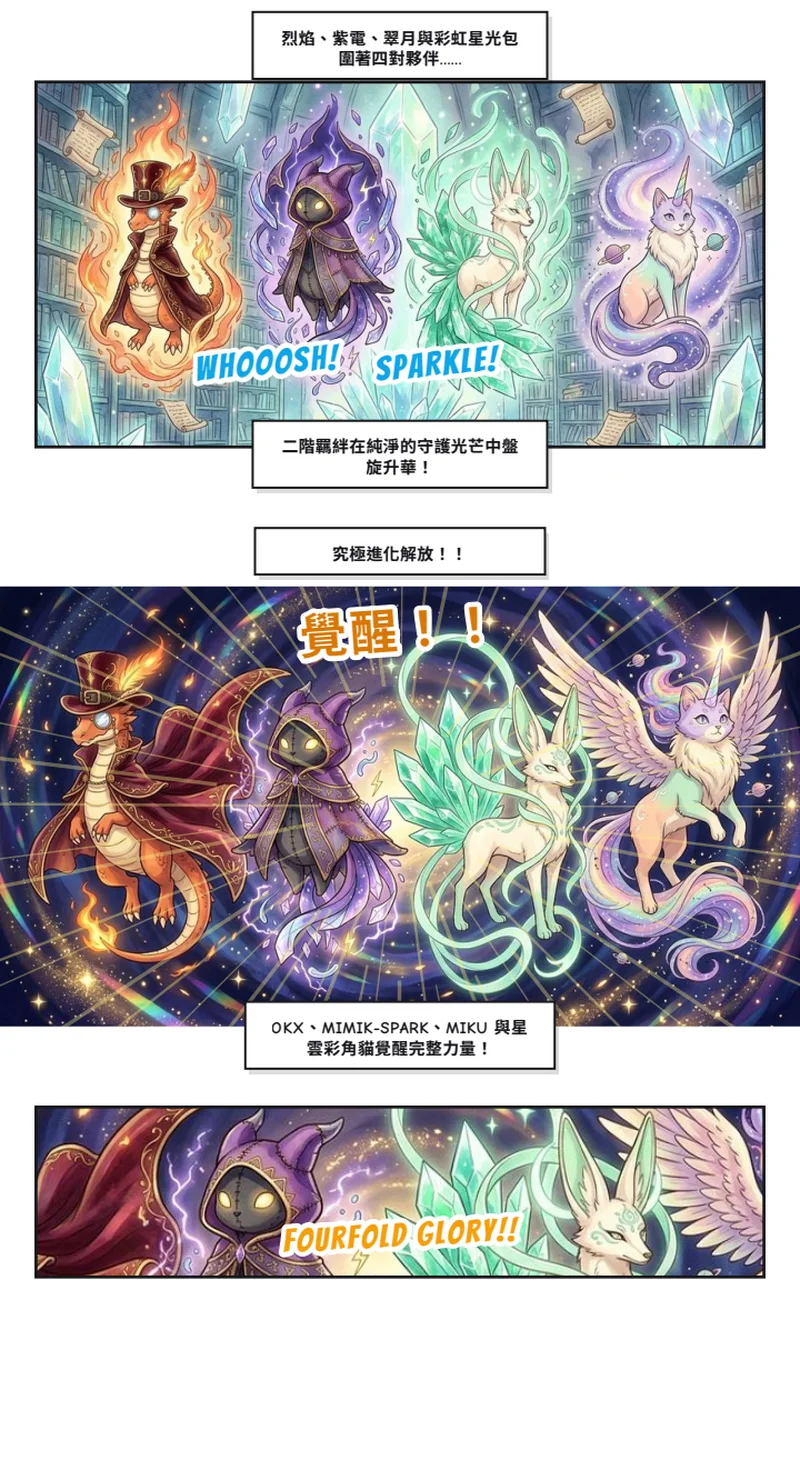 烈焰、紫電、翠月與彩虹星光包
圍著四對夥伴……
WHOOOSH!
SPARKLE!
二階羈絆在純淨的守護光芒中盤
旋升華！
究極進化解放！！
覺醒！！
OKX、MIMIK-SPARK、MIKU 與星
雲彩角貓覺醒完整力量！
FOURFOLD GLORY!!